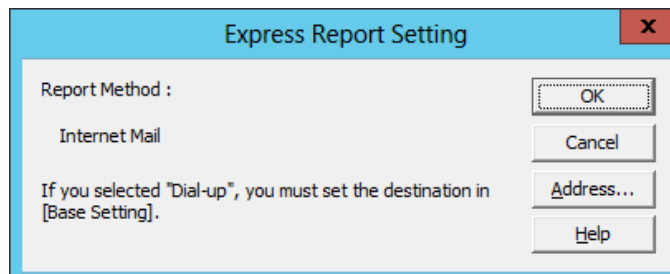 Express Report Setting
x
Report Method :
OK
Internet Mail
Cancel
If you selected "Dial-up", you must set the destination in
[Base Setting].
Address...
Help